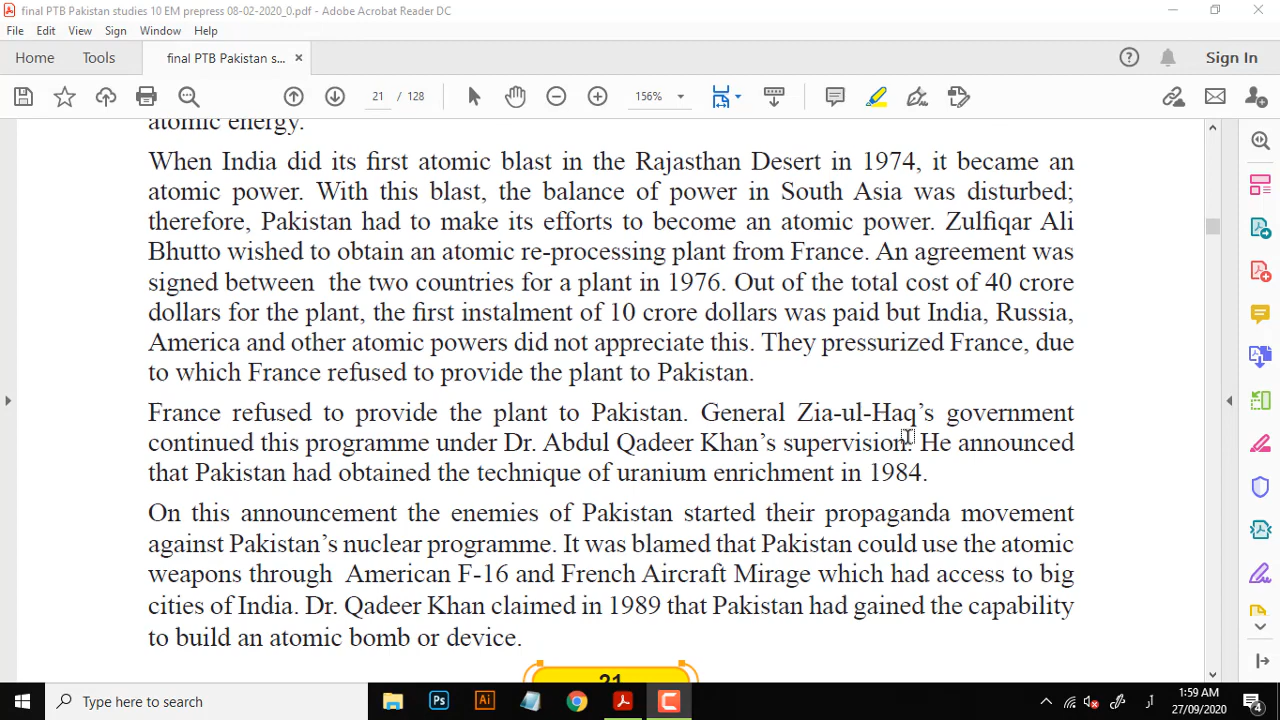 final PTB Pakistan studies 10 EM prepress 08-02-2020_0.pdf - Adobe Acrobat Reader DC
File Edit View Sign Window Help
Home Tools final PTB Pakistan s... × Sign In
21 / 128 156%
atomic energy.
When India did its first atomic blast in the Rajasthan Desert in 1974, it became an
atomic power. With this blast, the balance of power in South Asia was disturbed;
therefore, Pakistan had to make its efforts to become an atomic power. Zulfiqar Ali
Bhutto wished to obtain an atomic re-processing plant from France. An agreement was
signed between the two countries for a plant in 1976. Out of the total cost of 40 crore
dollars for the plant, the first instalment of 10 crore dollars was paid but India, Russia,
America and other atomic powers did not appreciate this. They pressurized France, due
to which France refused to provide the plant to Pakistan.
France refused to provide the plant to Pakistan. General Zia-ul-Haq's government
continued this programme under Dr. Abdul Qadeer Khan's supervision. He announced
that Pakistan had obtained the technique of uranium enrichment in 1984.
On this announcement the enemies of Pakistan started their propaganda movement
against Pakistan's nuclear programme. It was blamed that Pakistan could use the atomic
weapons through American F-16 and French Aircraft Mirage which had access to big
cities of India. Dr. Qadeer Khan claimed in 1989 that Pakistan had gained the capability
to build an atomic bomb or device.
21
Type here to search
Ps Ai
1:59 AM
27/09/2020
4